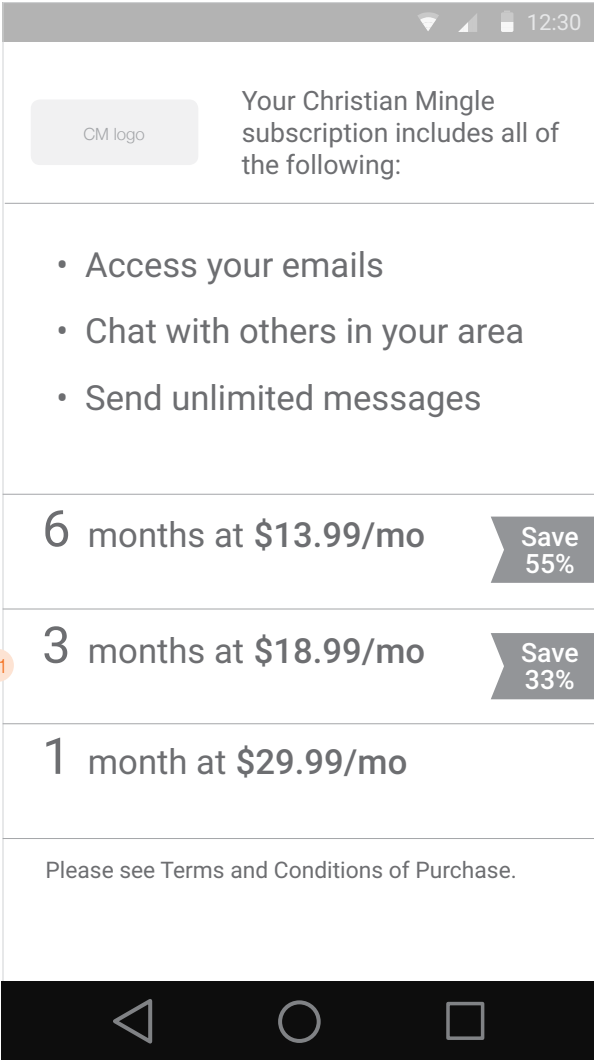 12:30
CM logo
Your Christian Mingle
subscription includes all of
the following:
• Access your emails
• Chat with others in your area
• Send unlimited messages
6 months at $13.99/mo
Save
55%
3 months at $18.99/mo
Save
33%
1
1 month at $29.99/mo
Please see Terms and Conditions of Purchase.